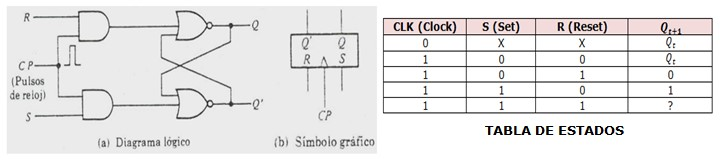 R
Q
CP
(Pulsos
de reloj)
S
Q'
(a) Diagrama lógico
Q' Q
R S
CP
(b) Símbolo gráfico
CLK (Clock) S (Set) R (Reset) Qt+1
0 X X Qt
1 0 0 Qt
1 0 1 0
1 1 0 1
1 1 1 ?
TABLA DE ESTADOS